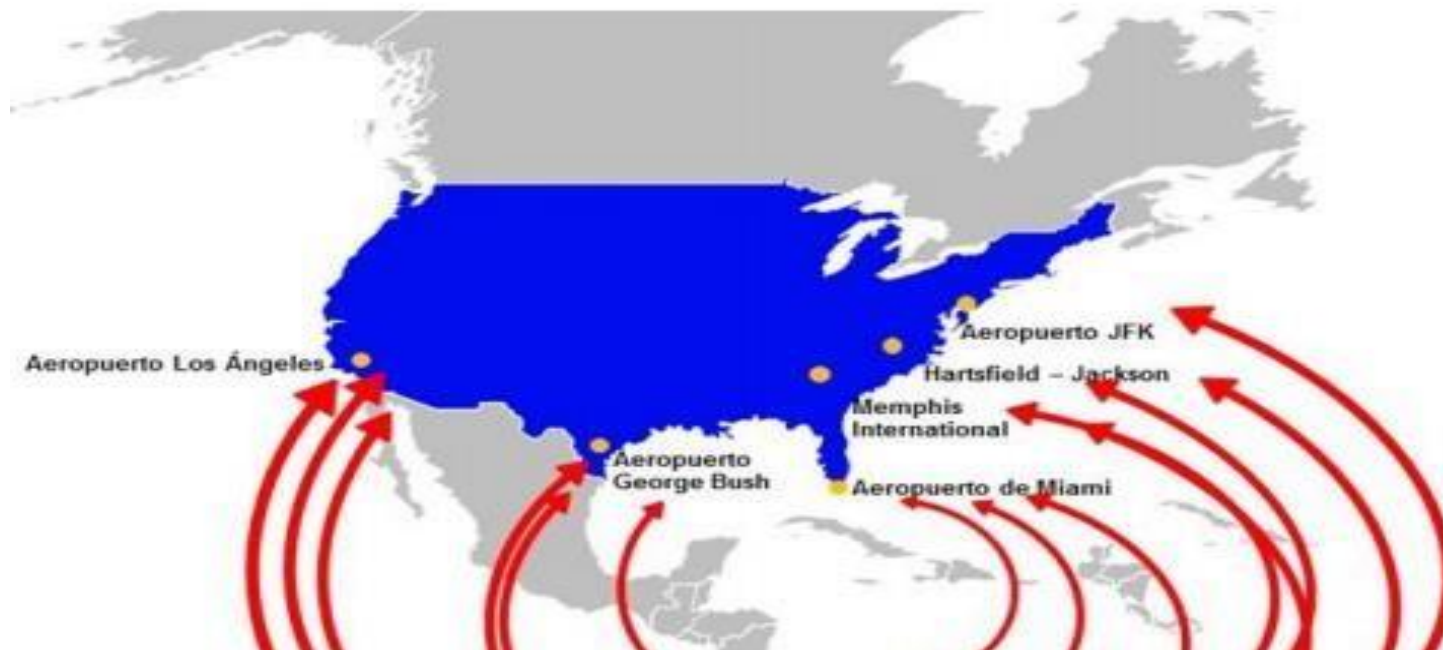 Aeropuerto JFK
Aeropuerto Los Ángeles
Hartsfield – Jackson
Memphis
International
Aeropuerto
George Bush
Aeropuerto de Miami